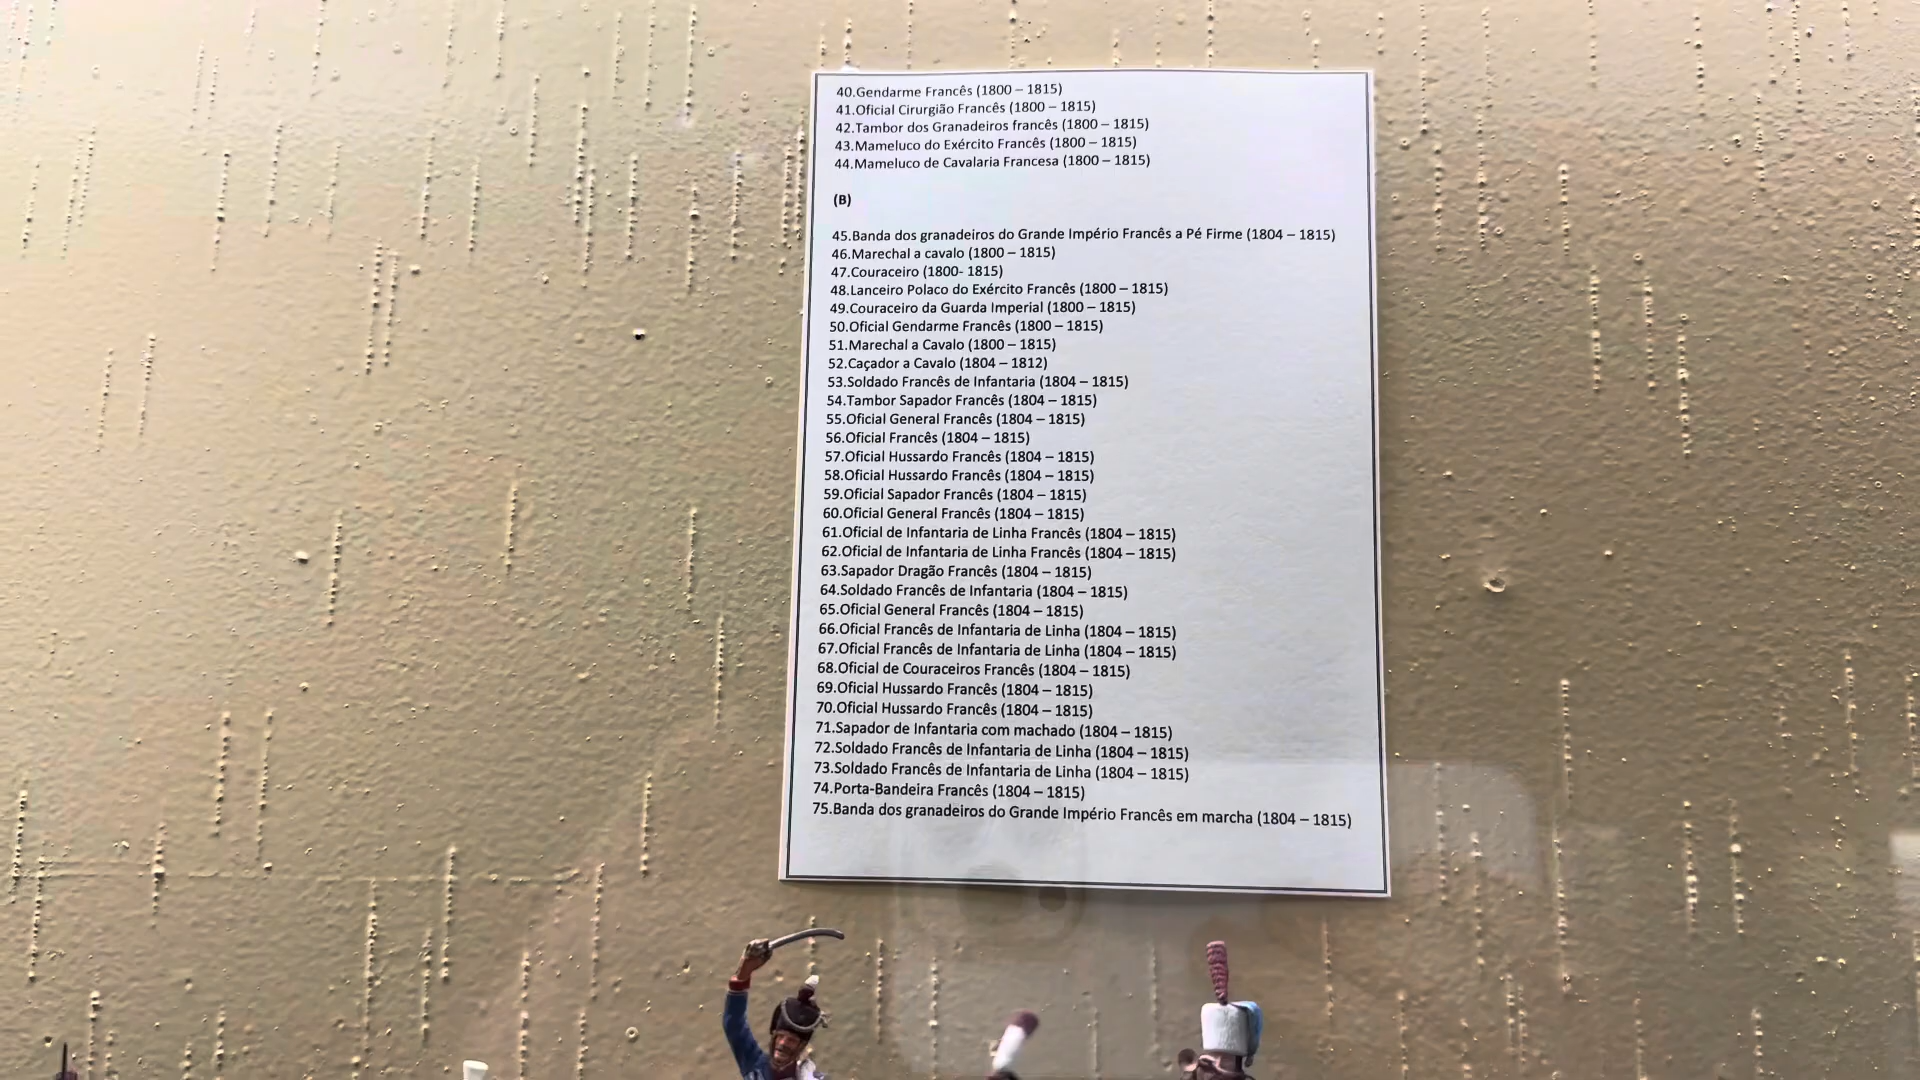 40.Gendarme Francês (1800 – 1815)
41.Oficial Cirurgião Francês (1800 – 1815)
42.Tambor dos Granadeiros francês (1800 – 1815)
43.Mameluco do Exército Francês (1800 – 1815)
44.Mameluco de Cavalaria Francesa (1800 – 1815)
(B)
45.Banda dos granadeiros do Grande Império Francês a Pé Firme (1804 – 1815)
46.Marechal a cavalo (1800 – 1815)
47.Couraceiro (1800- 1815)
48.Lanceiro Polaco do Exército Francês (1800 – 1815)
49.Couraceiro da Guarda Imperial (1800 – 1815)
50.Oficial Gendarme Francês (1800 – 1815)
51.Marechal a Cavalo (1800 – 1815)
52.Caçador a Cavalo (1804 – 1812)
53.Soldado Francês de Infantaria (1804 – 1815)
54.Tambor Sapador Francês (1804 – 1815)
55.Oficial General Francês (1804 – 1815)
56.Oficial Francês (1804 – 1815)
57.Oficial Hussardo Francês (1804 – 1815)
58.Oficial Hussardo Francês (1804 – 1815)
59.Oficial Sapador Francês (1804 – 1815)
60.Oficial General Francês (1804 – 1815)
61.Oficial de Infantaria de Linha Francês (1804 – 1815)
62.Oficial de Infantaria de Linha Francês (1804 – 1815)
63.Sapador Dragão Francês (1804 – 1815)
64.Soldado Francês de Infantaria (1804 – 1815)
65.Oficial General Francês (1804 – 1815)
66.Oficial Francês de Infantaria de Linha (1804 – 1815)
67.Oficial Francês de Infantaria de Linha (1804 – 1815)
68.Oficial de Couraceiros Francês (1804 – 1815)
69.Oficial Hussardo Francês (1804 – 1815)
70.Oficial Hussardo Francês (1804 – 1815)
71.Sapador de Infantaria com machado (1804 – 1815)
72.Soldado Francês de Infantaria de Linha (1804 – 1815)
73.Soldado Francês de Infantaria de Linha (1804 – 1815)
74.Porta-Bandeira Francês (1804 – 1815)
75.Banda dos granadeiros do Grande Império Francês em marcha (1804 – 1815)